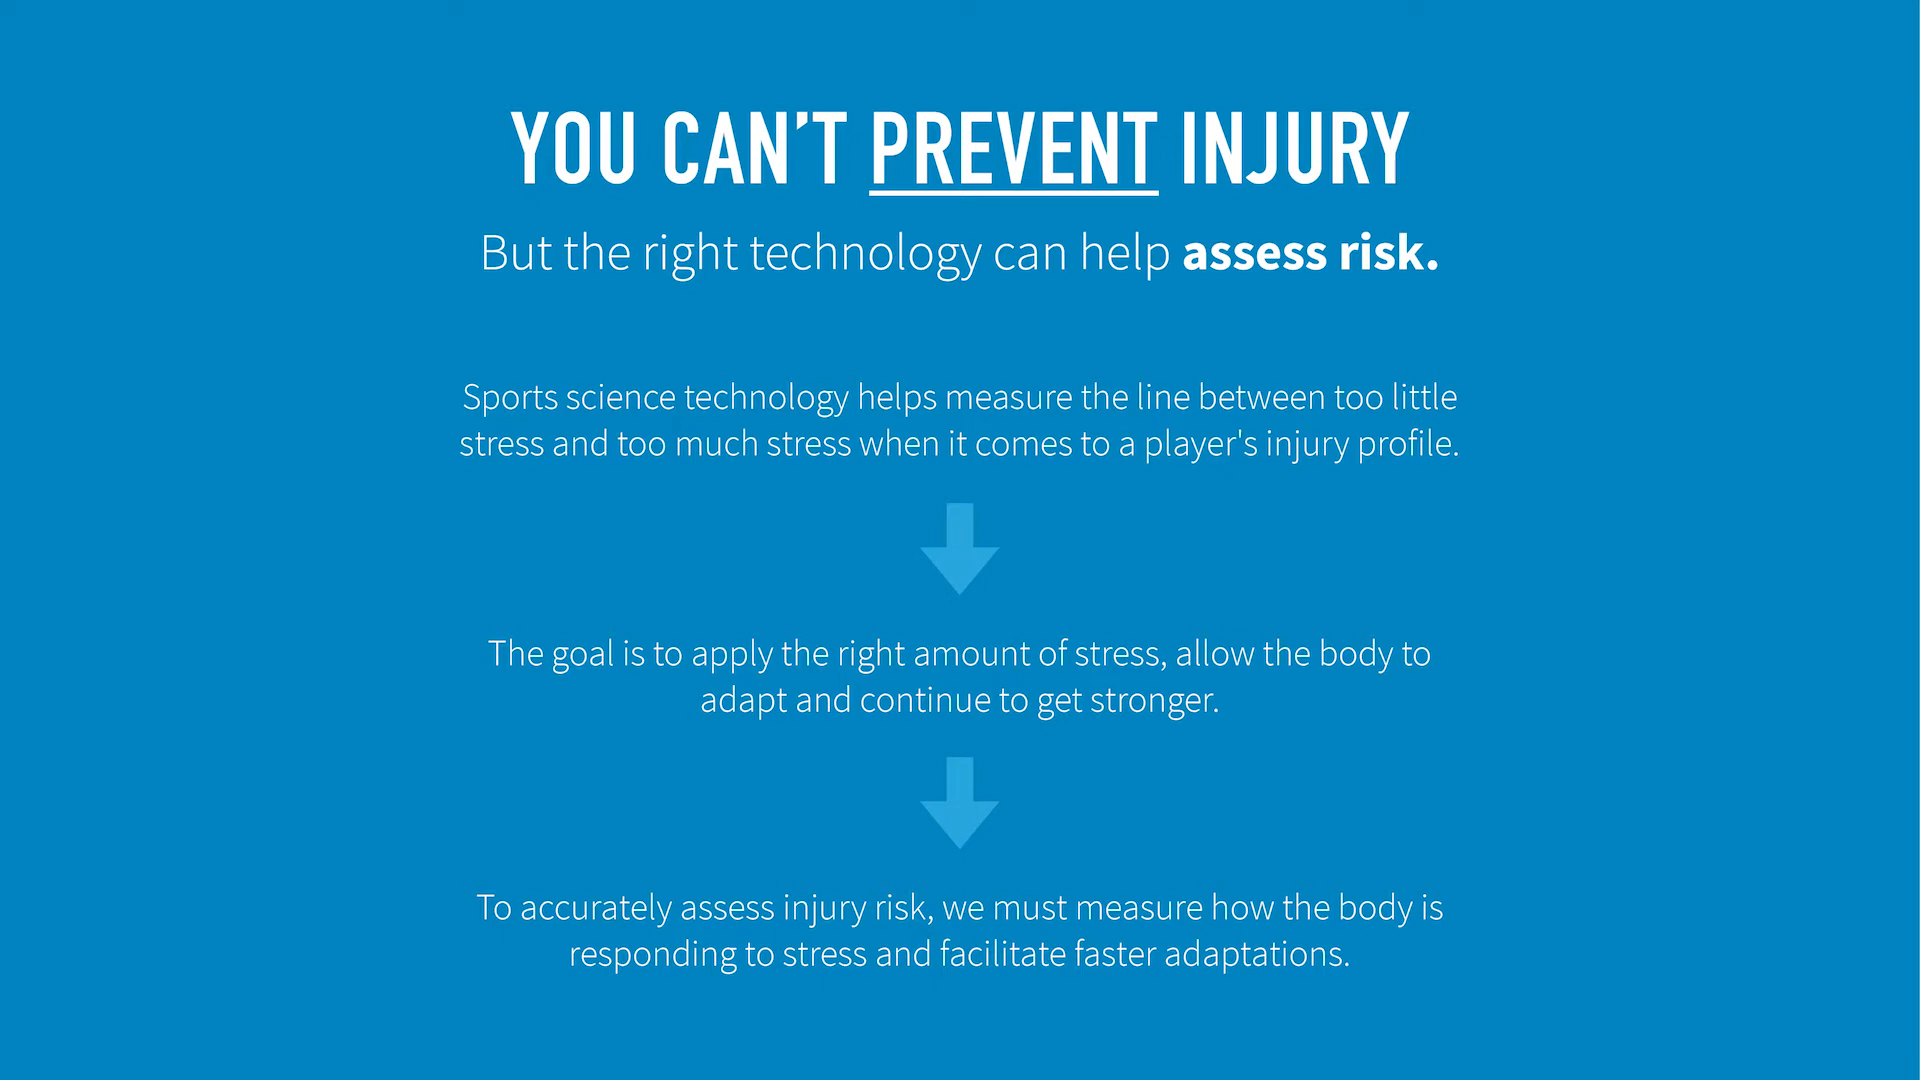 YOU CAN'T PREVENT INJURY
But the right technology can help assess risk.
Sports science technology helps measure the line between too little
stress and too much stress when it comes to a player's injury profile.
The goal is to apply the right amount of stress, allow the body to
adapt and continue to get stronger.
To accurately assess injury risk, we must measure how the body is
responding to stress and facilitate faster adaptations.